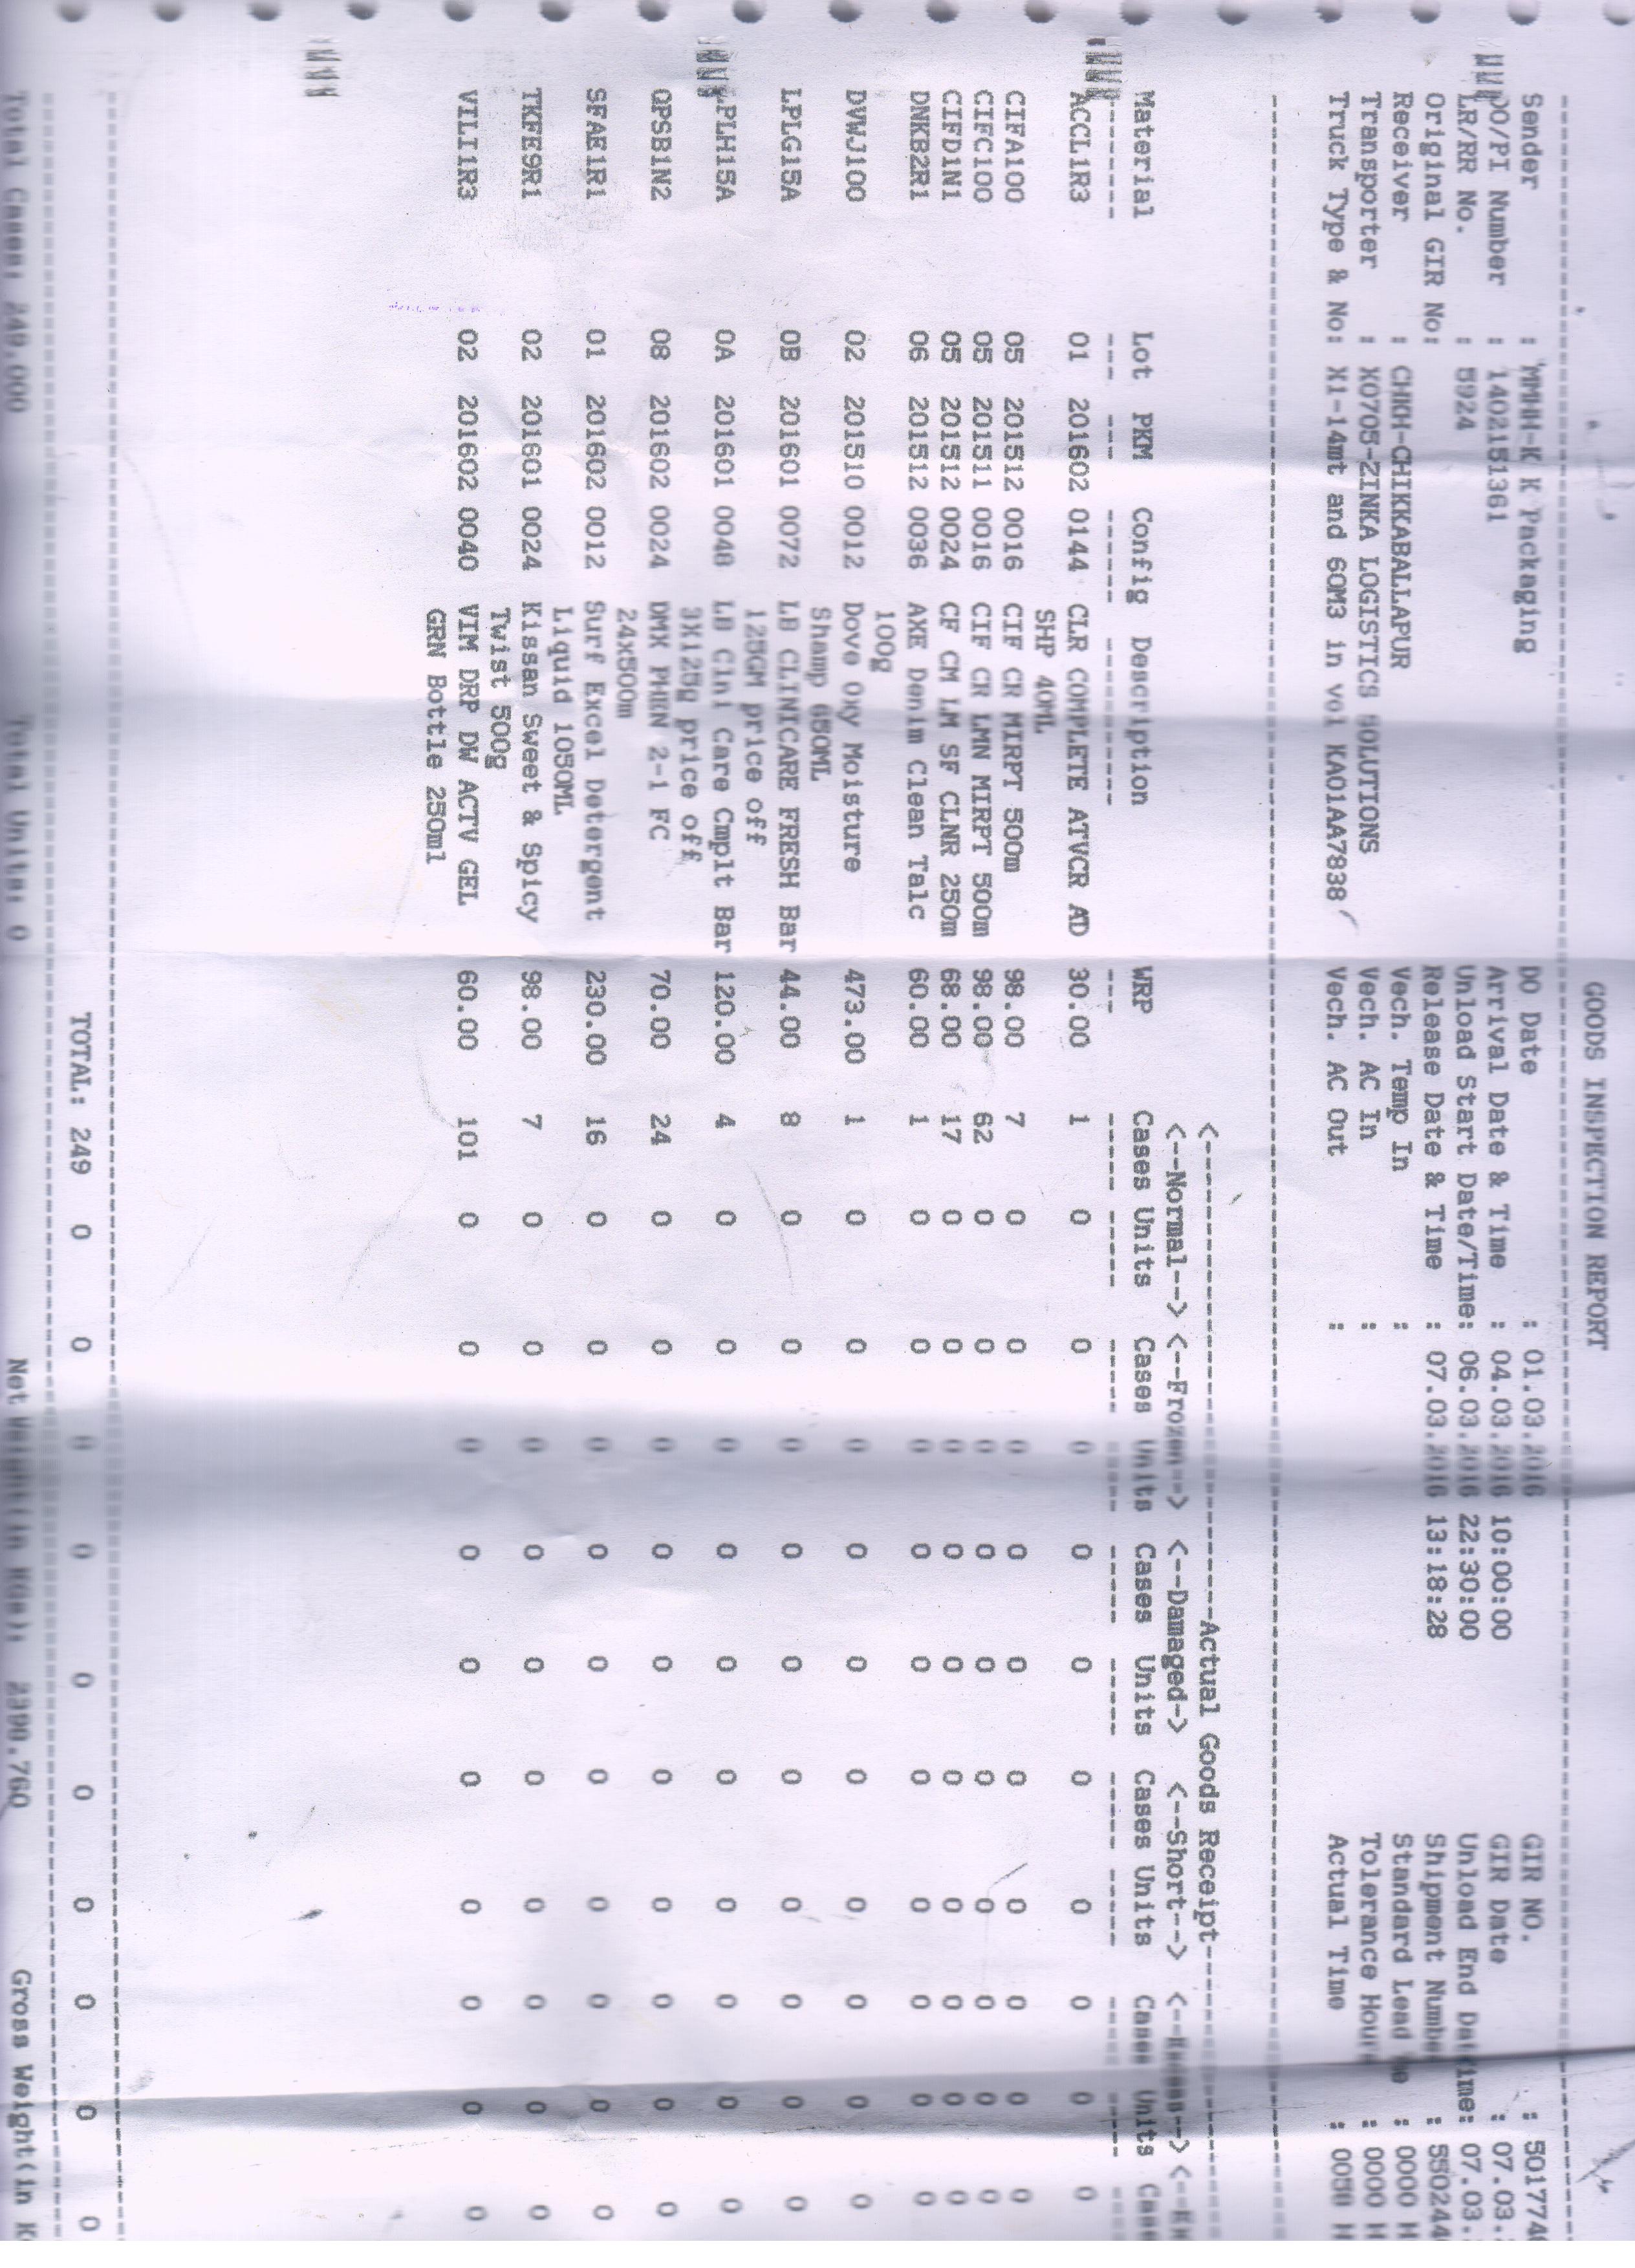 GOODS INSPECTION REPORT
Sender : MMHH-K K Packaging DO Date : 01.03.2016 GIR NO. : 5017740
DO/PI Number : 1402151361 Arrival Date & Time : 04.03.2016 10:00:00 GIR Date : 07.03.
LR/RR No. : 5924 Unload Start Date/Time: 06.03.2016 22:30:00 Unload End Date/Time: 07.03.
Original GIR No: Release Date & Time : 07.03.2016 13:18:28 Shipment Number : 5502440
Receiver : CHKH-CHIKKABALLAPUR Vech. Temp In : Standard Lead : 0000 H
Transporter : X0705-ZINKA LOGISTICS SOLUTIONS Vech. AC In : Tolerance Hours : 0000 H
Truck Type & No: X1-14mt and 60M3 in vol KA01AA7838 Vech. AC Out : Actual Time : 0050 H
<----------Actual Goods Receipt----------
<--Normal--> <--Frozen--> <--Damaged-> <--Short--> <--Excess--> <--Ex
Material Lot PKM Config Description WRP Cases Units Cases Units Cases Units Cases Units Cases Units Case
ACCL1R3 01 201602 0144 CLR COMPLETE ATVCR AD 30.00 1 0 0 0 0 0 0 0 0 0 0
SHP 40ML
CIFA100 05 201512 0016 CIF CR MIRPT 500m 98.00 7 0 0 0 0 0 0 0 0 0 0
CIFC100 05 201511 0016 CIF CR LMN MIRPT 500m 98.00 62 0 0 0 0 0 0 0 0 0 0
CIFD1N1 05 201512 0024 CF CM LM SF CLNR 250m 68.00 17 0 0 0 0 0 0 0 0 0 0
DNKB2R1 06 201512 0036 AXE Denim Clean Talc 60.00 1 0 0 0 0 0 0 0 0 0 0
100g
DVWJ100 02 201510 0012 Dove Oxy Moisture 473.00 1 0 0 0 0 0 0 0 0 0 0
Shamp 650ML
LPLG15A 0B 201601 0072 LB CLINICARE FRESH Bar 44.00 8 0 0 0 0 0 0 0 0 0 0
125GM price off
LPLH15A 0A 201601 0048 LB Clni Care Cmplt Bar 120.00 4 0 0 0 0 0 0 0 0 0 0
3X125g price off
QPSB1N2 08 201602 0024 DMX PHEN 2-1 FC 70.00 24 0 0 0 0 0 0 0 0 0 0
24x500m
SFAE1R1 01 201602 0012 Surf Excel Detergent 230.00 16 0 0 0 0 0 0 0 0 0 0
Liquid 1050ML
TKFE9R1 02 201601 0024 Kissan Sweet & Spicy 98.00 7 0 0 0 0 0 0 0 0 0 0
Twist 500g
VILI1R3 02 201602 0040 VIM DRP DW ACTV GEL 60.00 101 0 0 0 0 0 0 0 0 0 0
GRN Bottle 250ml
TOTAL: 249 0 0 0 0 0 0 0 0 0 0
Total Cases: 249.000 Total Units: 0 Net Weight(in KGs): 2390.760 Gross Weight(in K